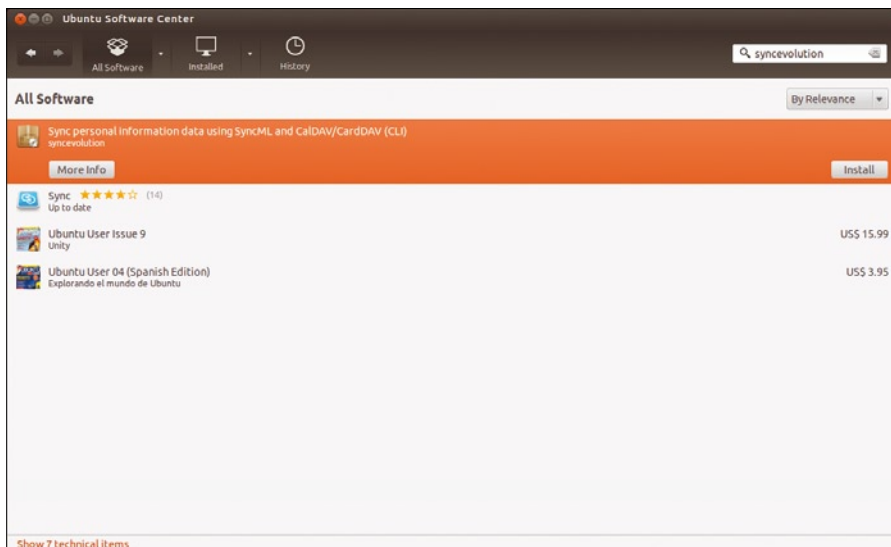 Ubuntu Software Center
All Software
Installed
History
syncevolution
All Software
By Relevance
Sync personal information data using SyncML and CalDAV/CardDAV (CLI)
syncevolution
More Info
Install
Sync (14)
Up to date
Ubuntu User Issue 9
US$ 15.99
Unity
Ubuntu User 04 (Spanish Edition)
US$ 3.95
Explorando el mundo de Ubuntu
Show 7 technical items